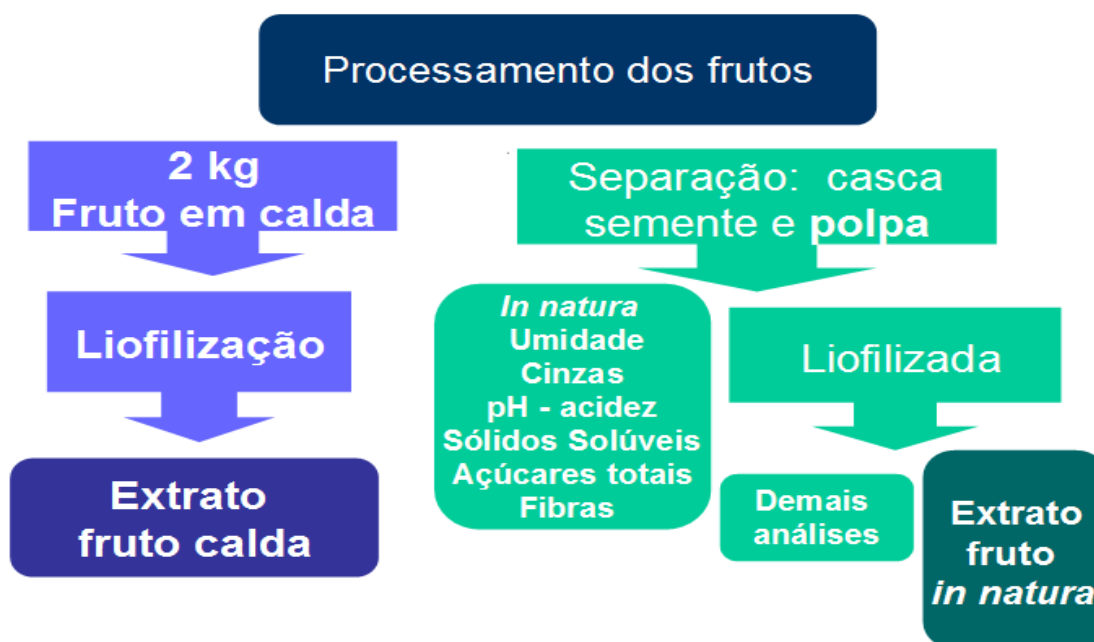 Processamento dos frutos
2 kg
Fruto em calda
Liofilização
Extrato
fruto calda
Separação: casca
semente e polpa
In natura
Umidade
Cinzas
pH - acidez
Sólidos Solúveis
Açúcares totais
Fibras
Liofilizada
Demais
análises
Extrato
fruto
in natura